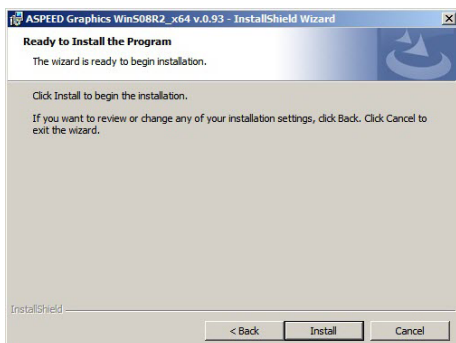 ASPEED Graphics WinS08R2_x64 v.0.93 - InstallShield Wizard
Ready to Install the Program
The wizard is ready to begin installation.
Click Install to begin the installation.
If you want to review or change any of your installation settings, click Back. Click Cancel to
exit the wizard.
InstallShield
< Back Install Cancel